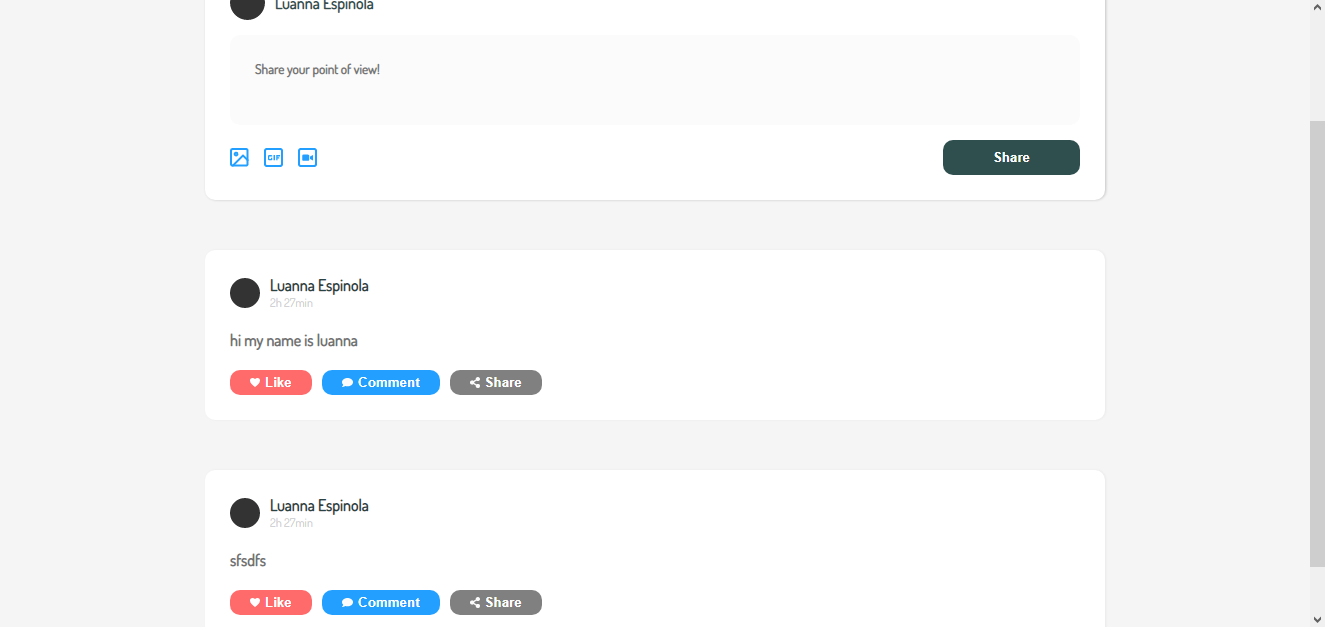 Luanna Espinola
Share your point of view!
GIF
Share
Luanna Espinola
2h 27min
hi my name is luanna
Like Comment Share
Luanna Espinola
2h 27min
sfsdfs
Like Comment Share